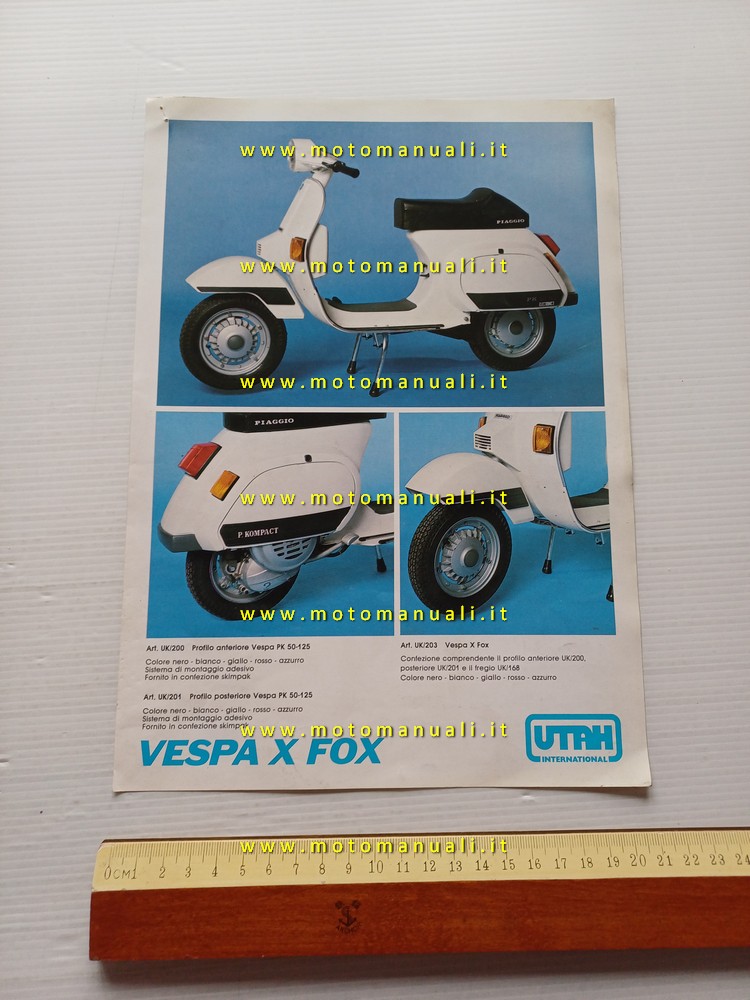 www.motomanuali.it
PIAGGIO
www.motomanuali.it
PK
www.motomanuali.it
PIAGGIO
www.motomanuali.it
P. KOMPACT
www.motomanuali.it
Art. UK/200 Profilo anteriore Vespa PK 50-125
Colore nero - bianco - giallo - rosso - azzurro
Sistema di montaggio adesivo
Fornito in confezione skimpak
Art. UK/201 Profilo posteriore Vespa PK 50-125
Colore nero - bianco - giallo - rosso - azzurro
Sistema di montaggio adesivo
Fornito in confezione skimpak
Art. UK/203 Vespa X Fox
Confezione comprendente il profilo anteriore UK/200,
posteriore UK/201 e il fregio UK/168
Colore nero - bianco - giallo - rosso - azzurro
www.motomanuali.it
VESPA X FOX
UTAH
INTERNATIONAL
www.motomanuali.it
0 CM 1 2 3 4 5 6 7 8 9 10 11 12 13 14 15 16 17 18 19 20 21 22 23 24